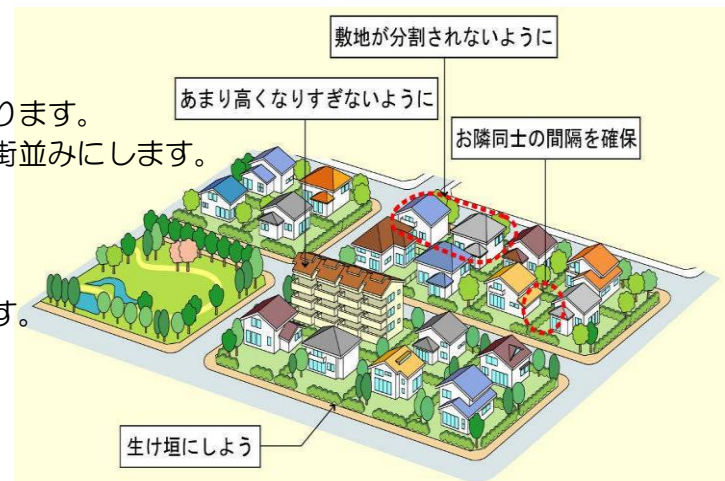 敷地が分割されないように
あまり高くなりすぎないように
ります。
街並みにします。
お隣同士の間隔を確保
す。
生け垣にしよう